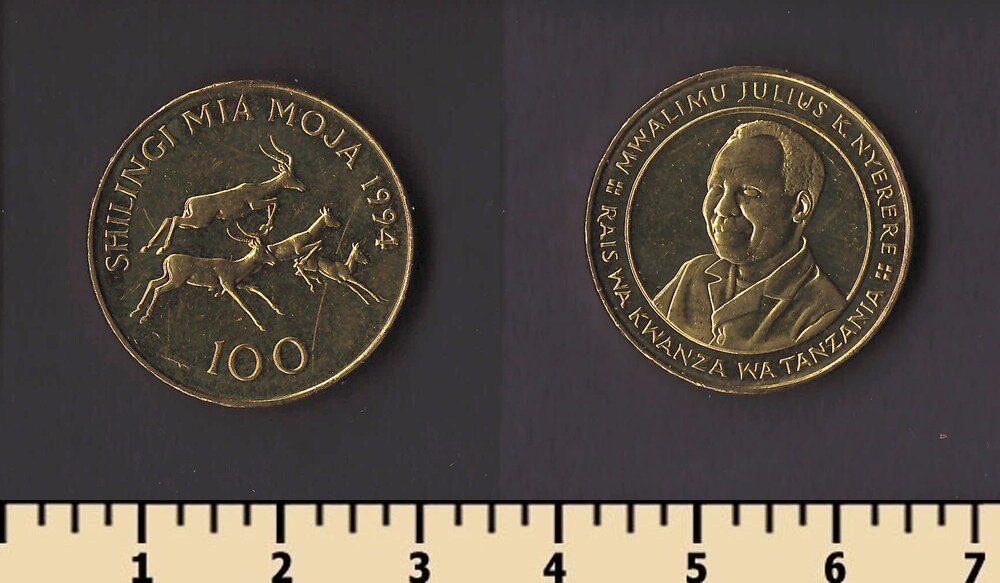 SHILINGI MIA MOJA 1994
100
MWALIMU JULIUS K. NYERERE
RAIS WA KWANZA WA TANZANIA
1 2 3 4 5 6 7